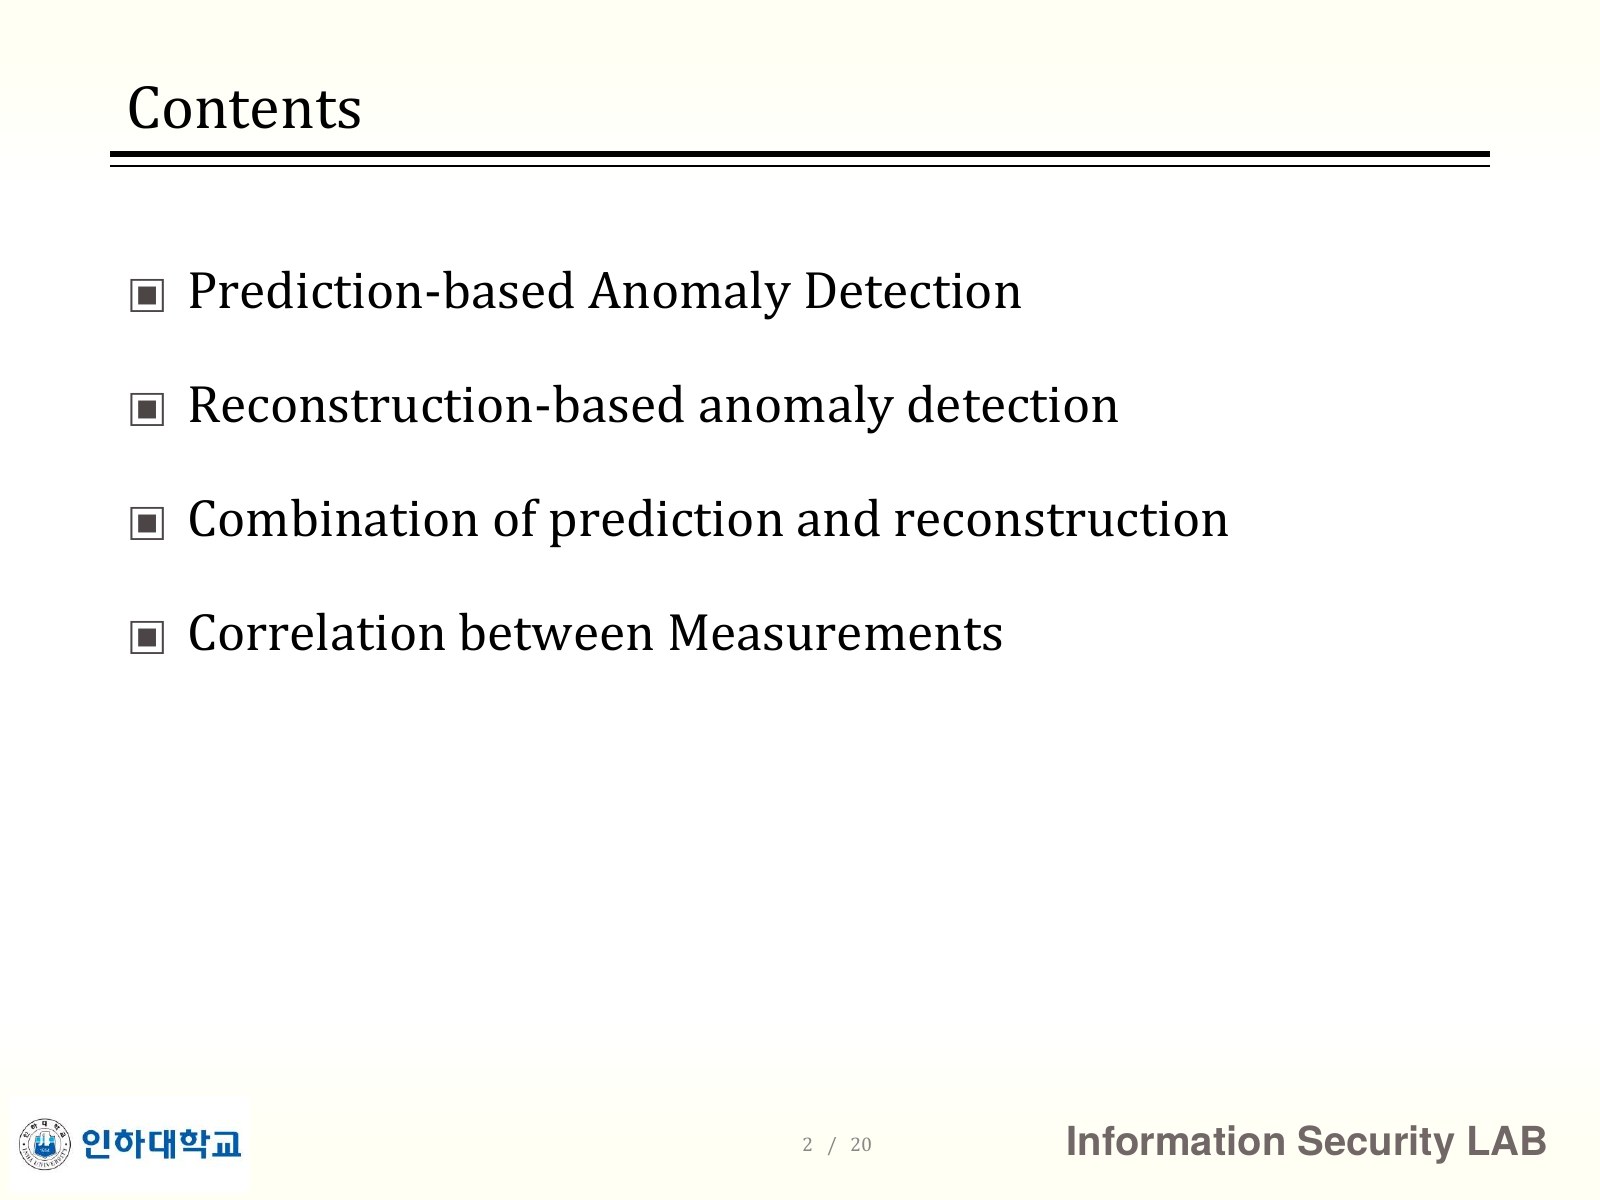 Contents
Prediction-based Anomaly Detection
Reconstruction-based anomaly detection
Combination of prediction and reconstruction
Correlation between Measurements
인하대학교
2 / 20
Information Security LAB